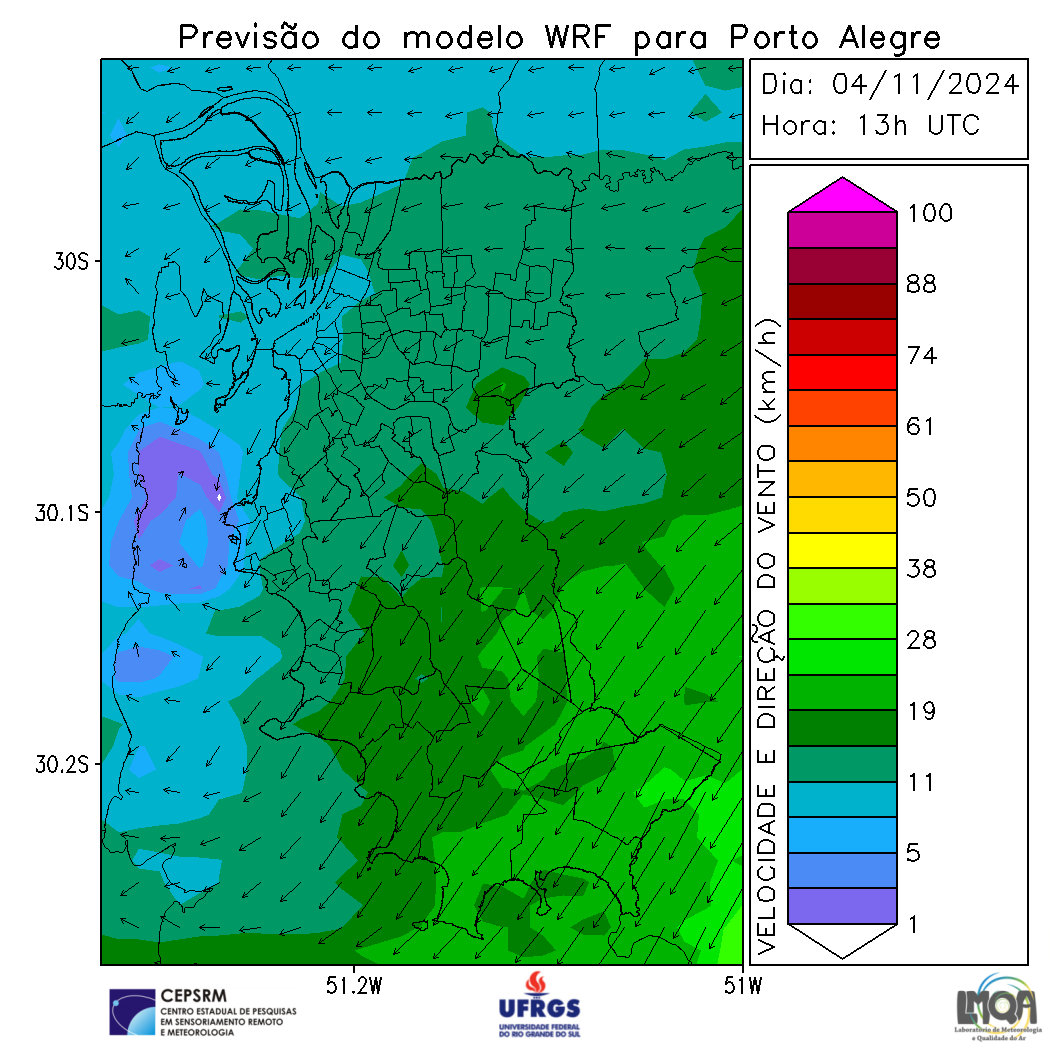 Previsão do modelo WRF para Porto Alegre
Dia: 04/11/2024
Hora: 13h UTC
30S
30.1S
30.2S
51.2W
51W
VELOCIDADE E DIREÇÃO DO VENTO (km/h)
100
88
74
61
50
38
28
19
11
5
1
CEPSRM
CENTRO ESTADUAL DE PESQUISAS
EM SENSORIAMENTO REMOTO
E METEOROLOGIA
UFRGS
UNIVERSIDADE FEDERAL
DO RIO GRANDE DO SUL
LMQA
Laboratório de Meteorologia
e Qualidade do Ar